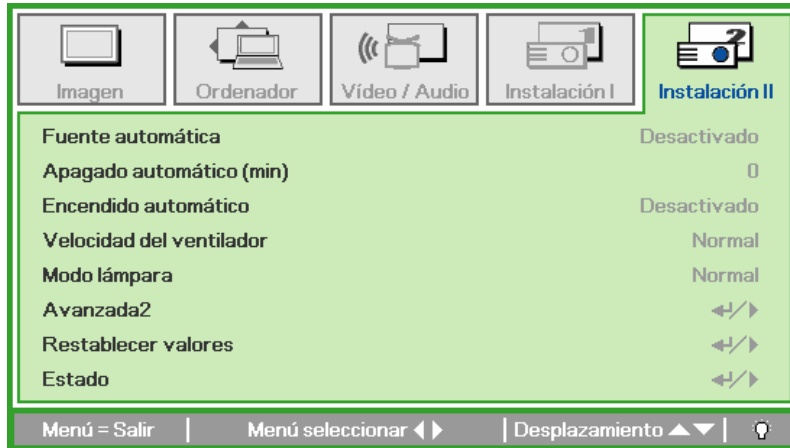 Imagen Ordenador Vídeo / Audio Instalación I Instalación II
Fuente automática Desactivado
Apagado automático (min) 0
Encendido automático Desactivado
Velocidad del ventilador Normal
Modo lámpara Normal
Avanzada2
Restablecer valores
Estado
Menú = Salir Menú seleccionar Desplazamiento